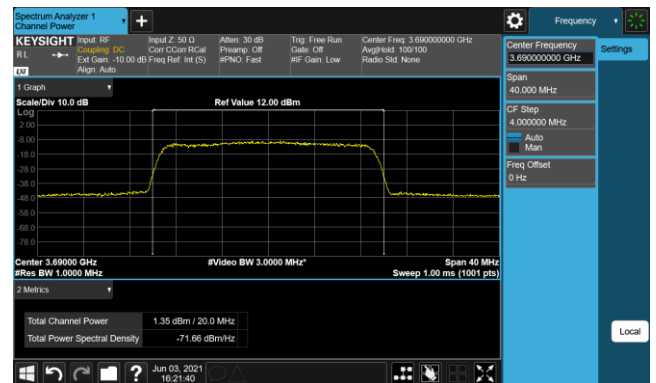 Spectrum Analyzer 1
Channel Power
+
Frequency
KEYSIGHT
RL
LXI
Input: RF
Coupling: DC
Ext Gain: -10.00 dB
Align: Auto
Input Z: 50 Ω
Corr CCorr RCal
Freq Ref: Int (S)
Atten: 30 dB
Preamp: Off
#PNO: Fast
Trig: Free Run
Gate: Off
#IF Gain: Low
Center Freq: 3.690000000 GHz
Avg|Hold: 100/100
Radio Std: None
1 Graph
Scale/Div 10.0 dB
Ref Value 12.00 dBm
Log
2.00
-8.00
-18.0
-28.0
-38.0
-48.0
-58.0
-68.0
-78.0
Center 3.69000 GHz
#Video BW 3.0000 MHz*
Span 40 MHz
#Res BW 1.0000 MHz
Sweep 1.00 ms (1001 pts)
2 Metrics
Total Channel Power 1.35 dBm / 20.0 MHz
Total Power Spectral Density -71.66 dBm/Hz
Center Frequency
3.690000000 GHz
Settings
Span
40.000 MHz
CF Step
4.000000 MHz
Auto
Man
Freq Offset
0 Hz
Local
?
Jun 03, 2021
16:21:40